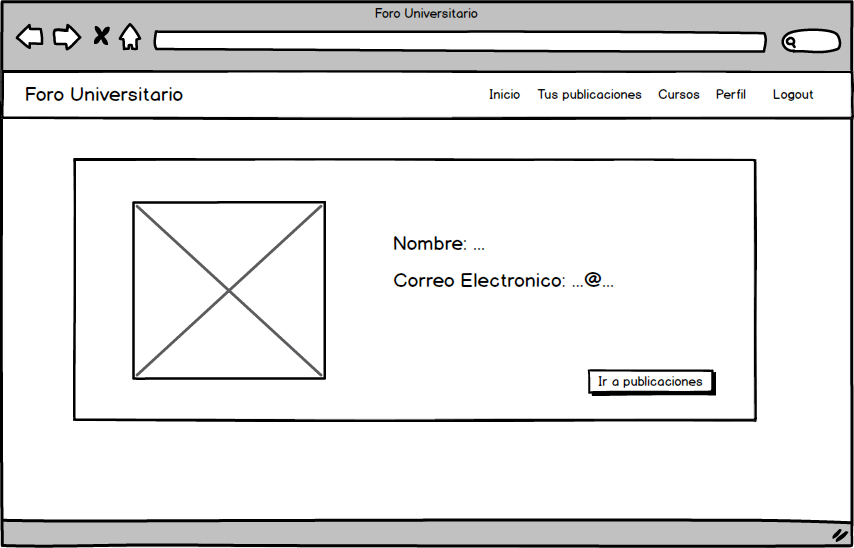 Foro Universitario
Foro Universitario Inicio Tus publicaciones Cursos Perfil Logout
Nombre: ...
Correo Electronico: ...@...
Ir a publicaciones